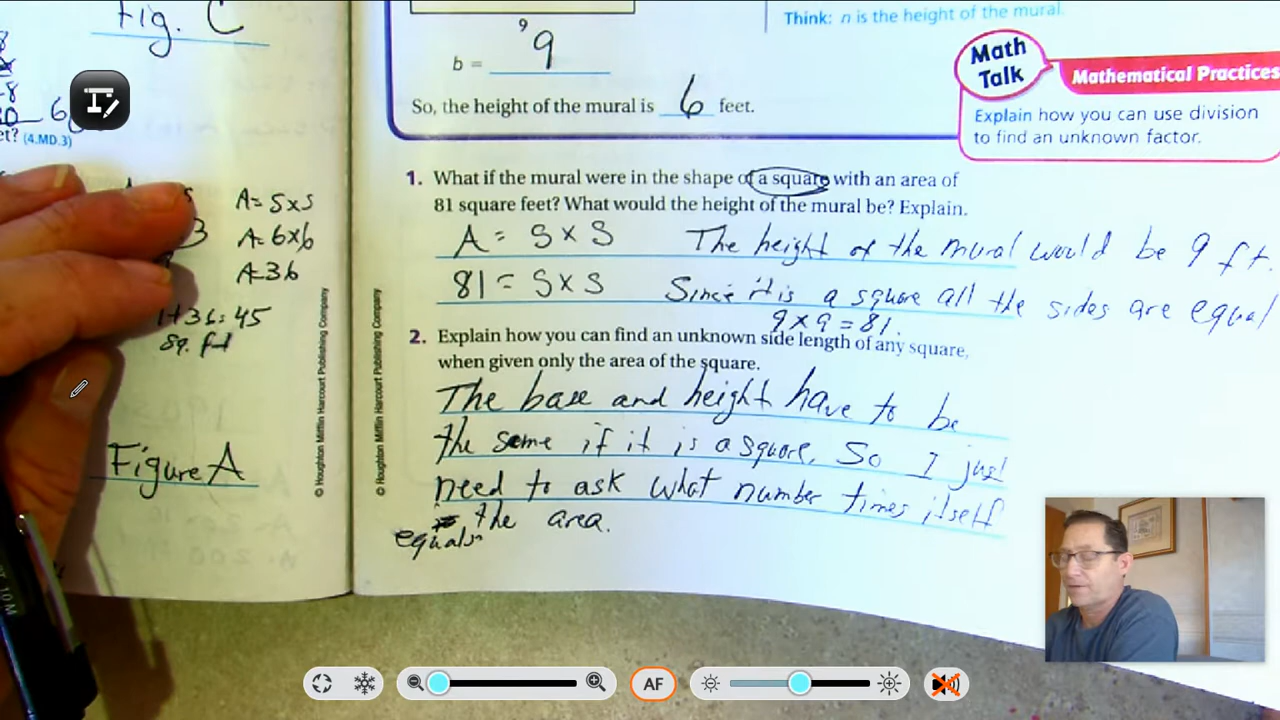 Fig. C
6
et? (4.MD.3)
A = S x S
A = 6 x 6
A = 36
1 + 36 = 45
sq. ft
Figure A
© Houghton Mifflin Harcourt Publishing Company
© Houghton Mifflin Harcourt Publishing Company
b = 9
9
So, the height of the mural is 6 feet.
Think: n is the height of the mural.
Math
Talk
Mathematical Practices
Explain how you can use division
to find an unknown factor.
1. What if the mural were in the shape of a square with an area of
81 square feet? What would the height of the mural be? Explain.
A = S x S The height of the mural would be 9 ft.
81 = S x S Since it is a square all the sides are equal
9 x 9 = 81.
2. Explain how you can find an unknown side length of any square,
when given only the area of the square.
The base and height have to be
the same if it is a square, So I just
need to ask what number times itself
equals the area.
AF